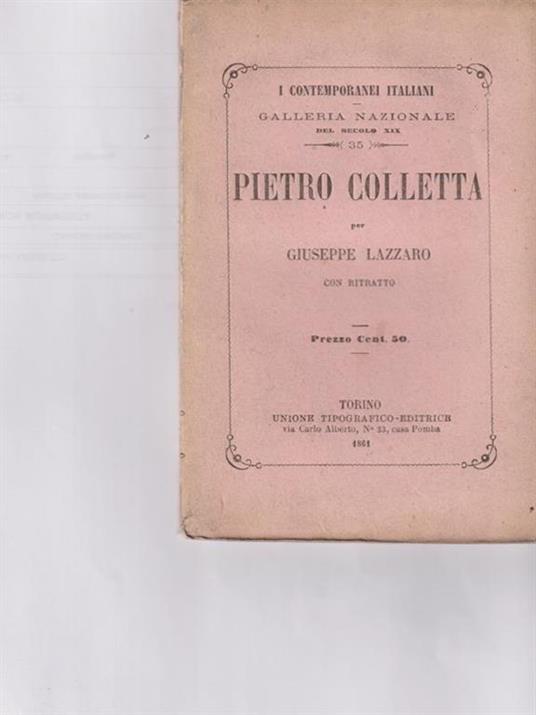 I CONTEMPORANEI ITALIANI
GALLERIA NAZIONALE
DEL SECOLO XIX
35
PIETRO COLLETTA
per
GIUSEPPE LAZZARO
CON RITRATTO
Prezzo Cent. 50.
TORINO
UNIONE TIPOGRAFICO-EDITRICE
via Carlo Alberto, Nº 33, casa Pomba
1861